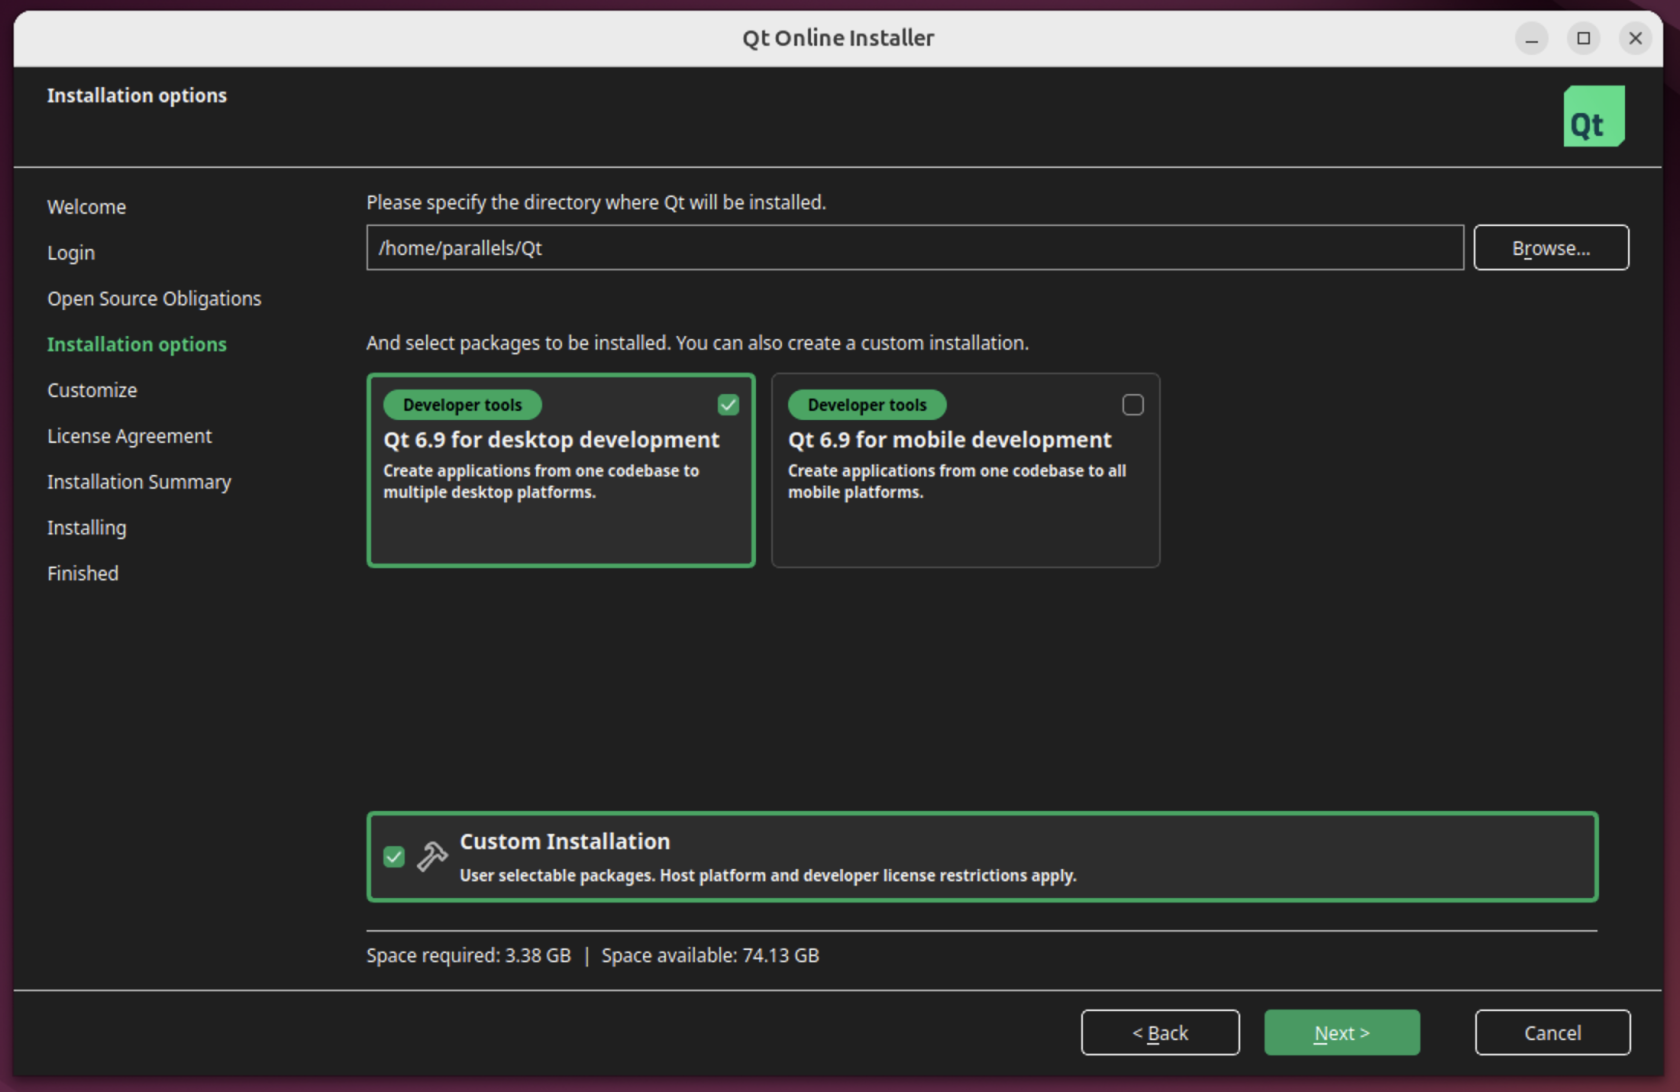 Qt Online Installer
Installation options
Qt
Welcome
Login
Open Source Obligations
Installation options
Customize
License Agreement
Installation Summary
Installing
Finished
Please specify the directory where Qt will be installed.
/home/parallels/Qt
Browse...
And select packages to be installed. You can also create a custom installation.
Developer tools
Qt 6.9 for desktop development
Create applications from one codebase to
multiple desktop platforms.
Developer tools
Qt 6.9 for mobile development
Create applications from one codebase to all
mobile platforms.
Custom Installation
User selectable packages. Host platform and developer license restrictions apply.
Space required: 3.38 GB | Space available: 74.13 GB
< Back
Next >
Cancel